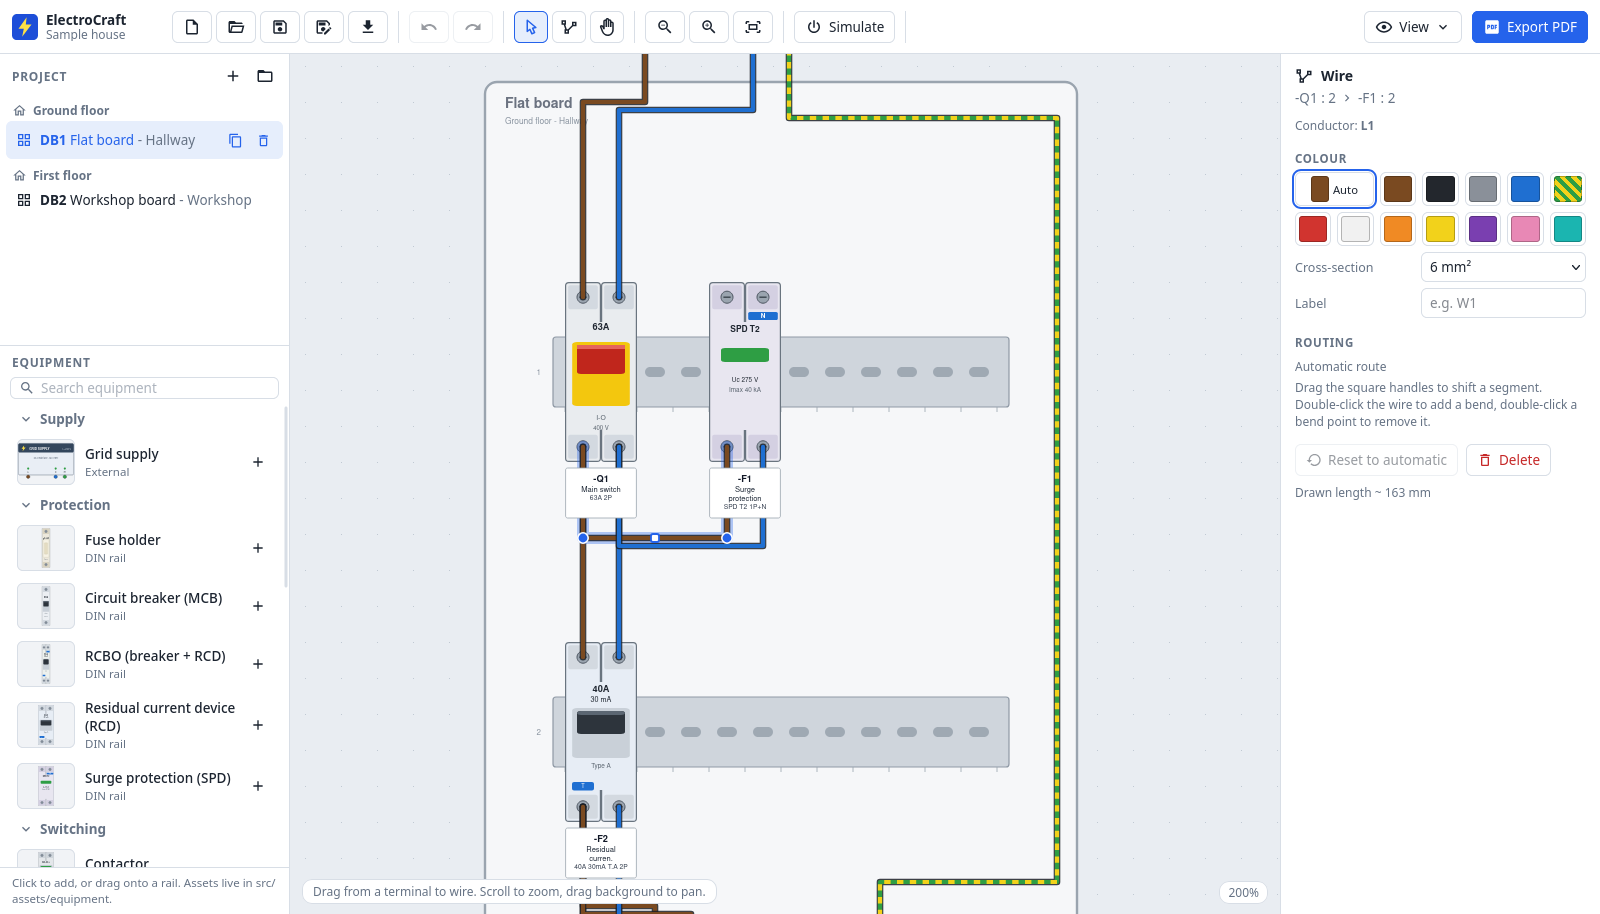 ElectroCraft
Sample house
Simulate
View
PDF
Export PDF
PROJECT
Ground floor
DB1 Flat board - Hallway
First floor
DB2 Workshop board - Workshop
EQUIPMENT
Search equipment
Supply
Grid supply
External
Protection
Fuse holder
DIN rail
Circuit breaker (MCB)
DIN rail
RCBO (breaker + RCD)
DIN rail
Residual current device
(RCD)
DIN rail
Surge protection (SPD)
DIN rail
Switching
Contactor
Click to add, or drag onto a rail. Assets live in src/
assets/equipment.
Flat board
Ground floor - Hallway
63A
N
SPD T2
1
Uc 275 V
Imax 40 kA
I-O
400 V
-Q1
Main switch
63A 2P
-F1
Surge
protection
SPD T2 1P+N
40A
30 mA
2
Type A
T
-F2
Residual
curren.
40A 30mA T.A 2P
Drag from a terminal to wire. Scroll to zoom, drag background to pan.
200%
Wire
-Q1 : 2 > -F1 : 2
Conductor: L1
COLOUR
Auto
Cross-section
6 mm²
Label
e.g. W1
ROUTING
Automatic route
Drag the square handles to shift a segment.
Double-click the wire to add a bend, double-click a
bend point to remove it.
Reset to automatic
Delete
Drawn length ~ 163 mm